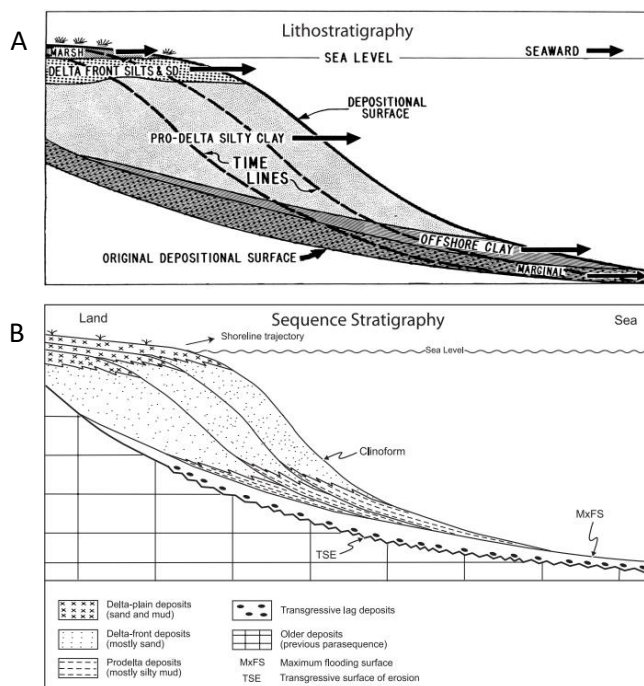 A
Lithostratigraphy
MARSH
SEA LEVEL
SEAWARD
DELTA FRONT SILTS & SD
DEPOSITIONAL
SURFACE
PRO-DELTA SILTY CLAY
TIME
LINES
OFFSHORE CLAY
ORIGINAL DEPOSITIONAL SURFACE
MARGINAL
B
Land
Sequence Stratigraphy
Sea
Shoreline trajectory
Sea Level
Clinoform
MxFS
TSE
Delta-plain deposits
(sand and mud)
Transgressive lag deposits
Delta-front deposits
(mostly sand)
Older deposits
(previous parasequence)
Prodelta deposits
(mostly silty mud)
MxFS Maximum flooding surface
TSE Transgressive surface of erosion